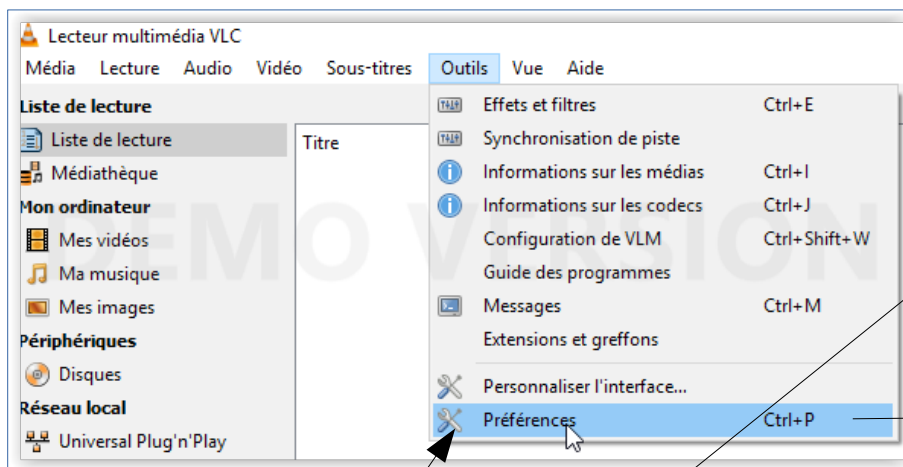 Lecteur multimédia VLC
Média Lecture Audio Vidéo Sous-titres Outils Vue Aide
Liste de lecture
Liste de lecture
Médiathèque
Mon ordinateur
Mes vidéos
Ma musique
Mes images
Périphériques
Disques
Réseau local
Universal Plug'n'Play
Titre
Effets et filtres Ctrl+E
Synchronisation de piste
Informations sur les médias Ctrl+I
Informations sur les codecs Ctrl+J
Configuration de VLM Ctrl+Shift+W
Guide des programmes
Messages Ctrl+M
Extensions et greffons
Personnaliser l'interface...
Préférences Ctrl+P
DEMO VERSION